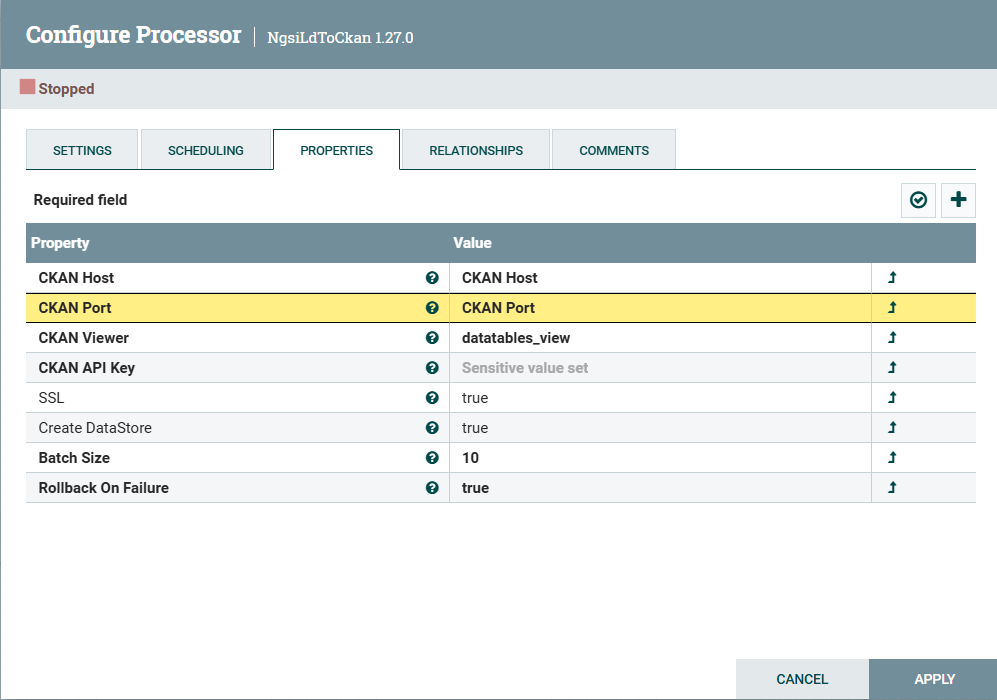 Configure Processor | NgsiLdToCkan 1.27.0
Stopped
SETTINGS SCHEDULING PROPERTIES RELATIONSHIPS COMMENTS
Required field
Property Value
CKAN Host CKAN Host
CKAN Port CKAN Port
CKAN Viewer datatables_view
CKAN API Key Sensitive value set
SSL true
Create DataStore true
Batch Size 10
Rollback On Failure true
CANCEL APPLY